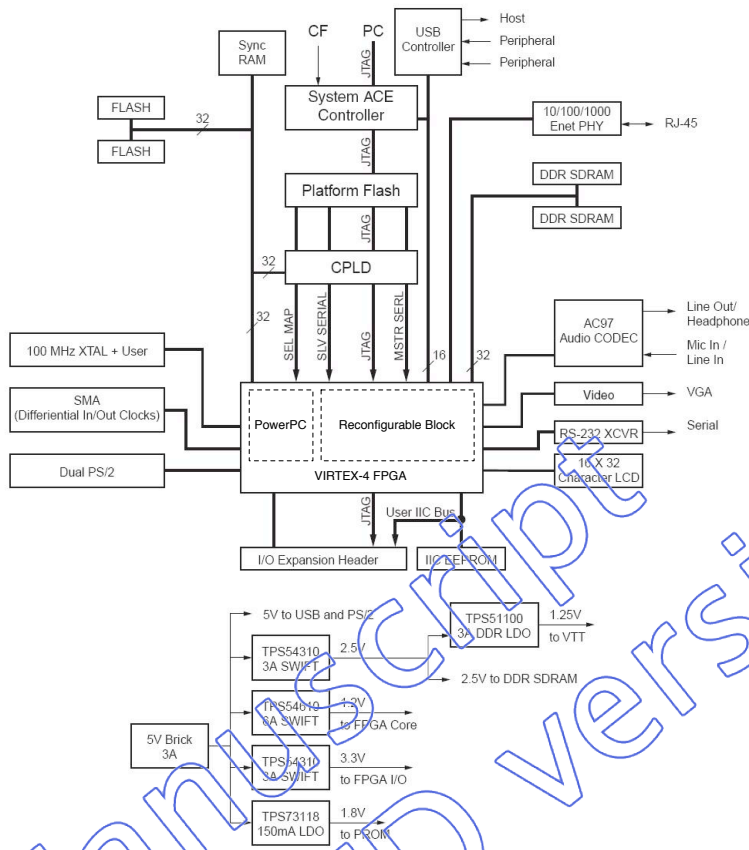 CF
PC
Sync
RAM
USB
Controller
Host
Peripheral
Peripheral
JTAG
System ACE
Controller
FLASH
32
FLASH
10/100/1000
Enet PHY
RJ-45
JTAG
Platform Flash
DDR SDRAM
DDR SDRAM
JTAG
32
CPLD
32
SEL MAP
SLV SERIAL
JTAG
MSTR SERL
16
32
AC97
Audio CODEC
Line Out/
Headphone
Mic In /
Line In
100 MHz XTAL + User
SMA
(Differential In/Out Clocks)
Dual PS/2
PowerPC
Reconfigurable Block
VIRTEX-4 FPGA
Video
VGA
RS-232 XCVR
Serial
16 X 32
Character LCD
JTAG
User IIC Bus
I/O Expansion Header
IIC EEPROM
5V to USB and PS/2
TPS54310
3A SWIFT
2.5V
TPS51100
3A DDR LDO
1.25V
to VTT
2.5V to DDR SDRAM
TPS54610
6A SWIFT
1.2V
to FPGA Core
5V Brick
3A
TPS54310
3A SWIFT
3.3V
to FPGA I/O
TPS73118
150mA LDO
1.8V
to PROM